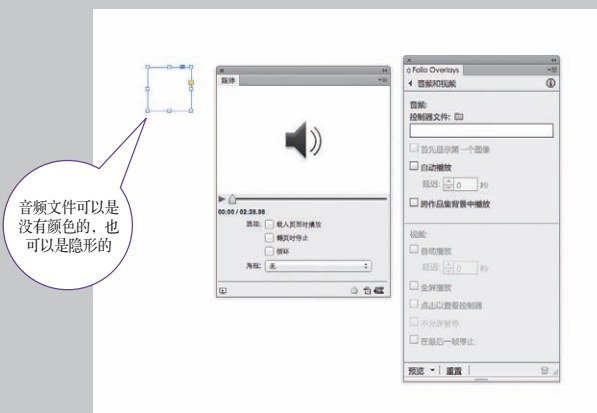 音频文件可以是
没有颜色的，也
可以是隐形的
媒体
00:00 / 02:28.58
选项: 载入页面时播放
翻页时停止
循环
海报: 无
Folio Overlays
音频和视频
音频:
控制器文件:
首先显示第一个图像
自动播放
延迟: 0 秒
跨作品集背景中播放
视频:
自动播放
延迟: 0 秒
全屏播放
点击以查看控制器
不允许暂停
在最后一帧停止
预览 重置